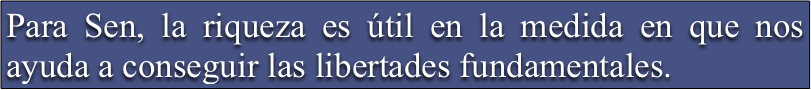 Para Sen, la riqueza es útil en la medida en que nos
ayuda a conseguir las libertades fundamentales.